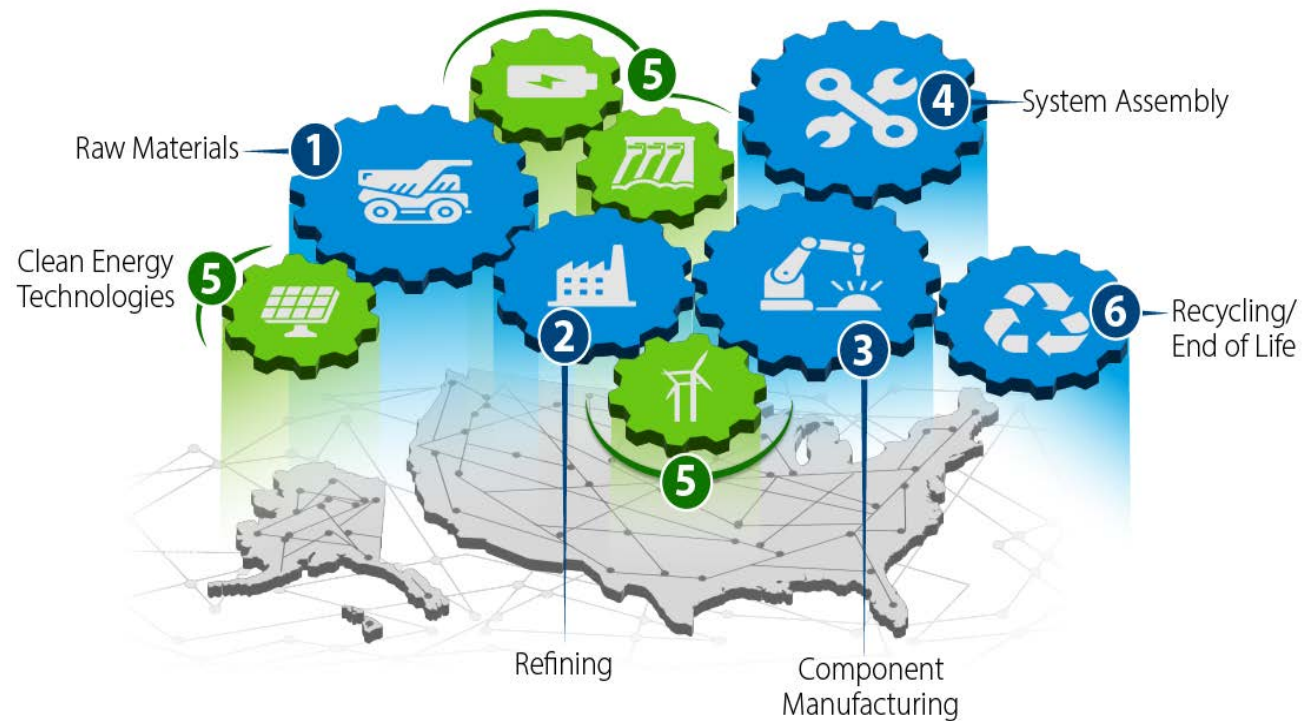 5
4
System Assembly
Raw Materials
1
Clean Energy
Technologies
5
2
3
6
Recycling/
End of Life
5
Refining
Component
Manufacturing